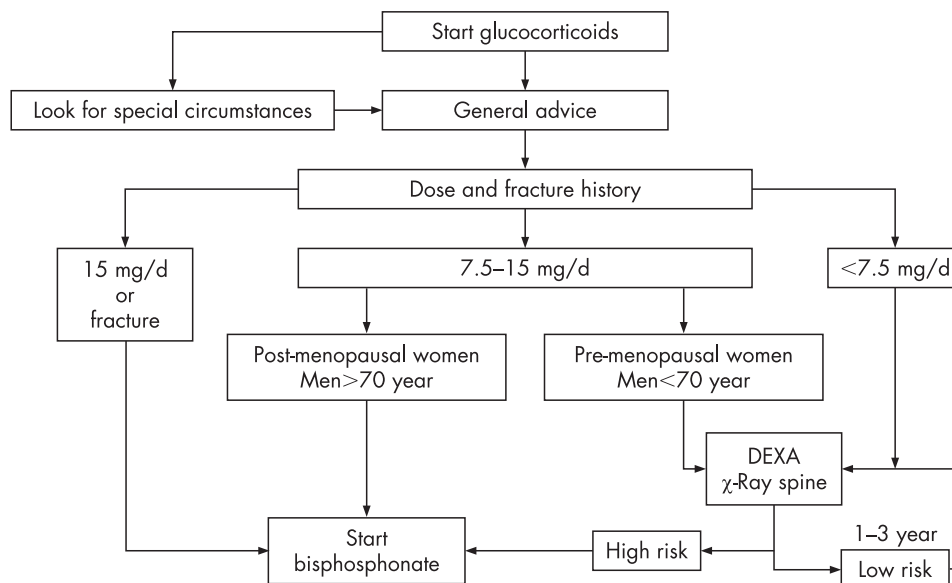 Start glucocorticoids
Look for special circumstances
General advice
Dose and fracture history
15 mg/d
or
fracture
7.5–15 mg/d
<7.5 mg/d
Post-menopausal women
Men>70 year
Pre-menopausal women
Men<70 year
DEXA
χ-Ray spine
Start
bisphosphonate
High risk
1–3 year
Low risk